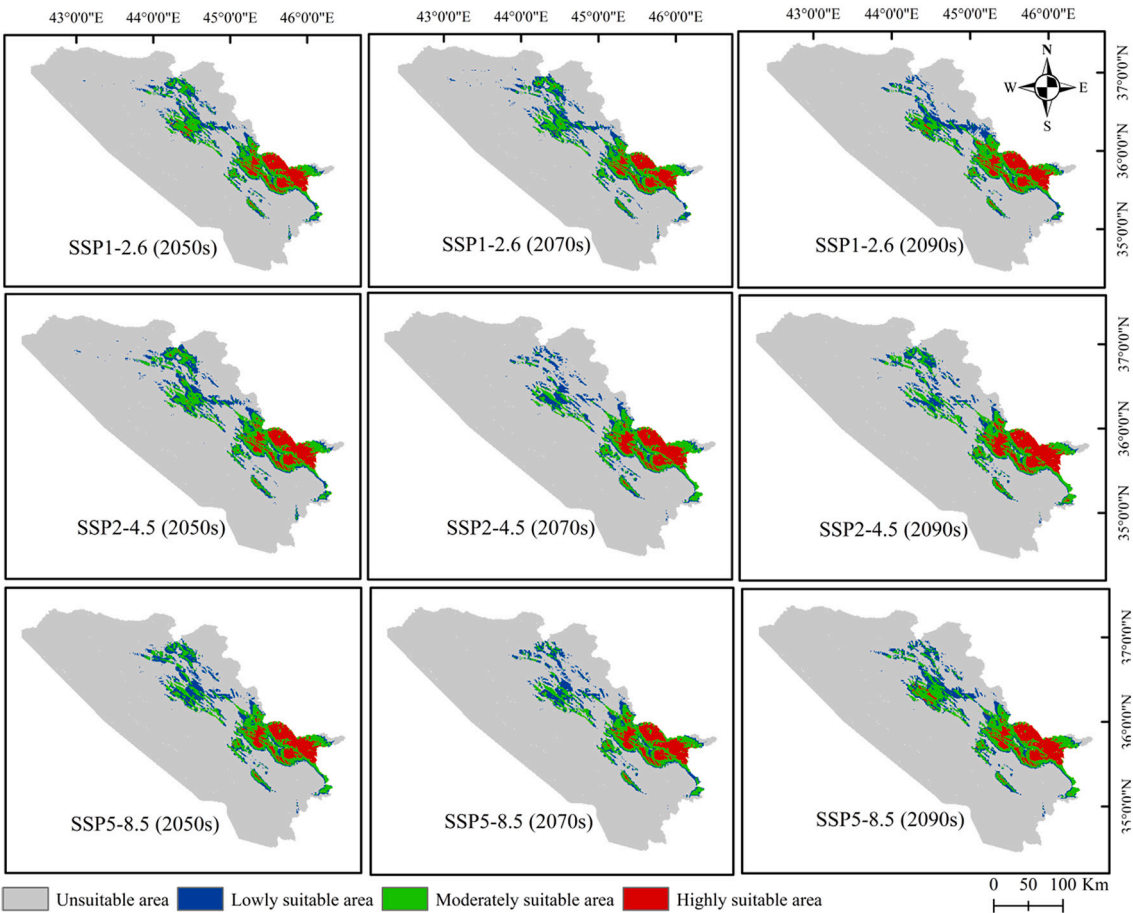 43°0'0"E 44°0'0"E 45°0'0"E 46°0'0"E 43°0'0"E 44°0'0"E 45°0'0"E 46°0'0"E 43°0'0"E 44°0'0"E 45°0'0"E 46°0'0"E
N
W E
S
37°0'0"N
36°0'0"N
35°0'0"N
SSP1-2.6 (2050s) SSP1-2.6 (2070s) SSP1-2.6 (2090s)
37°0'0"N
36°0'0"N
35°0'0"N
SSP2-4.5 (2050s) SSP2-4.5 (2070s) SSP2-4.5 (2090s)
37°0'0"N
36°0'0"N
35°0'0"N
SSP5-8.5 (2050s) SSP5-8.5 (2070s) SSP5-8.5 (2090s)
Unsuitable area Lowly suitable area Moderately suitable area Highly suitable area
0 50 100 Km